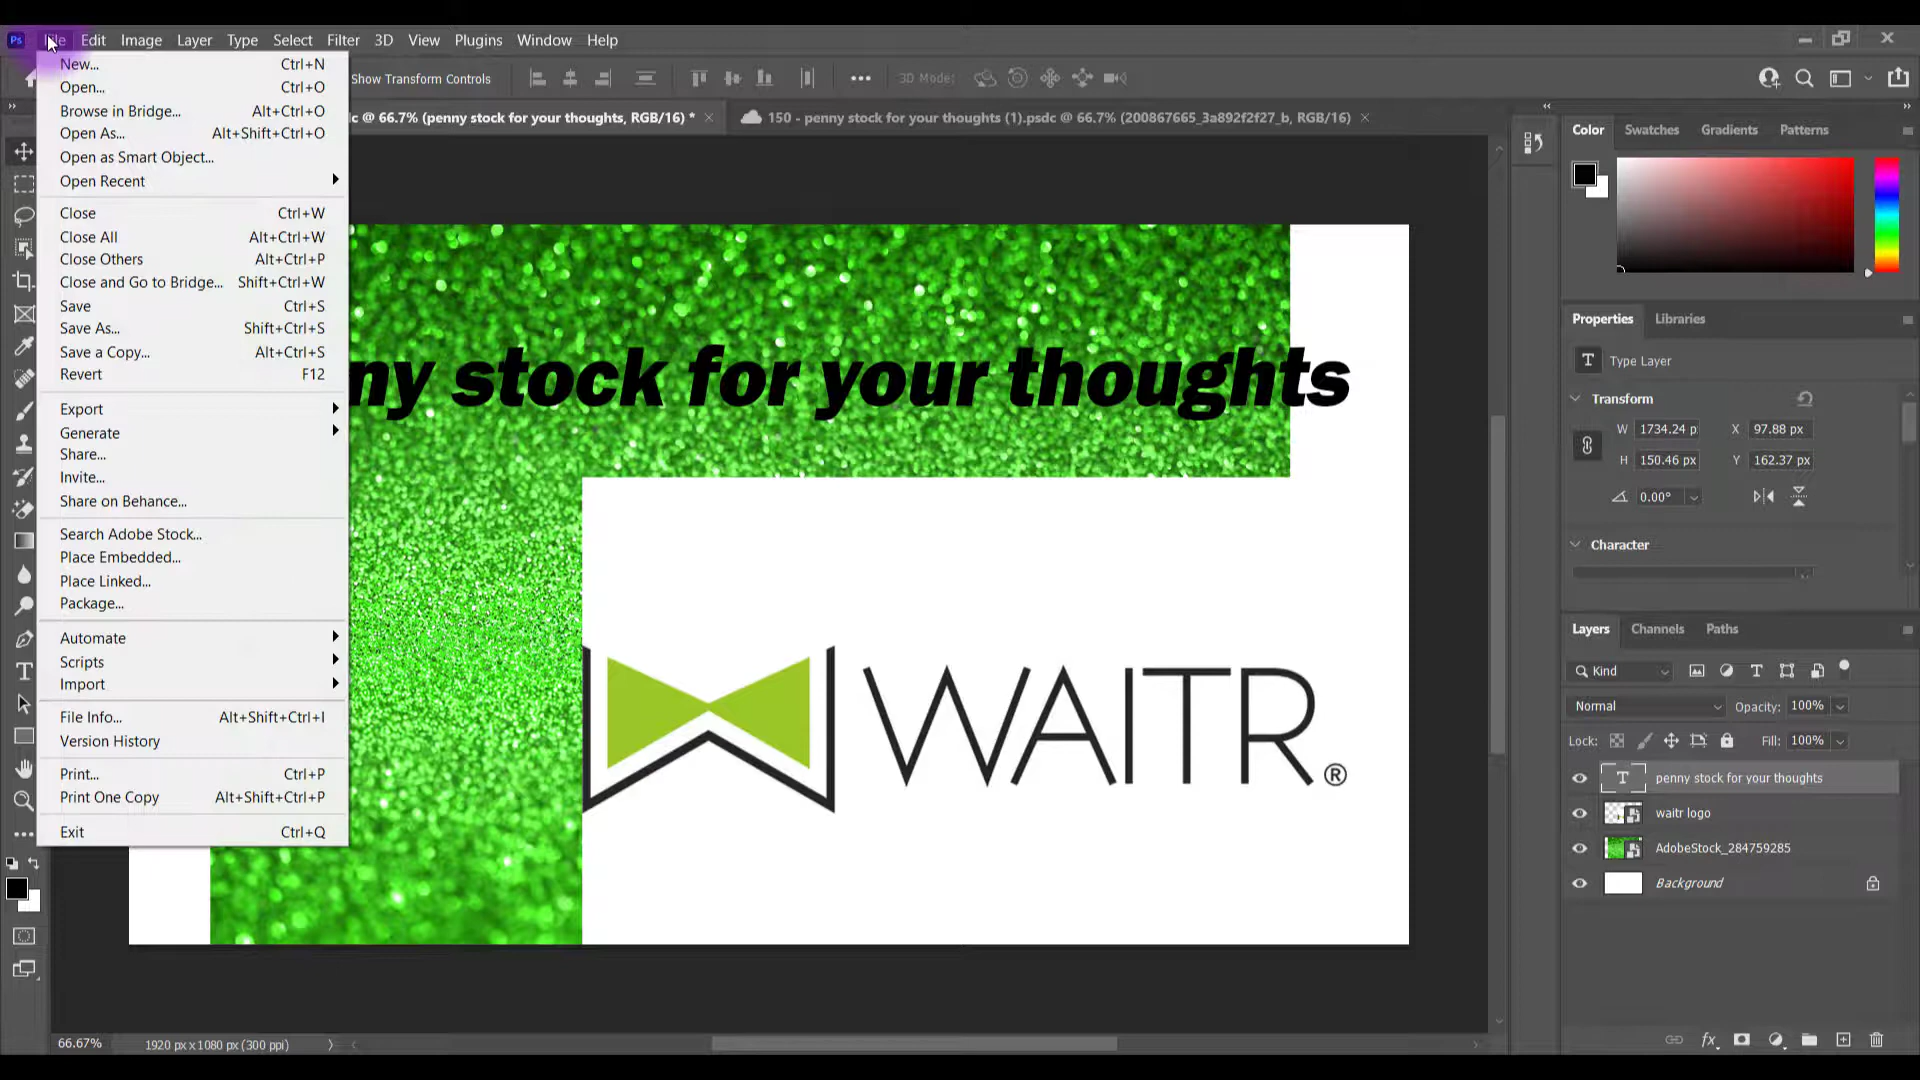 Ps File Edit Image Layer Type Select Filter 3D View Plugins Window Help
Show Transform Controls 3D Mode:
c @ 66.7% (penny stock for your thoughts, RGB/16) *
150 - penny stock for your thoughts (1).psdc @ 66.7% (200867665_3a892f2f27_b, RGB/16)
New... Ctrl+N
Open... Ctrl+O
Browse in Bridge... Alt+Ctrl+O
Open As... Alt+Shift+Ctrl+O
Open as Smart Object...
Open Recent
Close Ctrl+W
Close All Alt+Ctrl+W
Close Others Alt+Ctrl+P
Close and Go to Bridge... Shift+Ctrl+W
Save Ctrl+S
Save As... Shift+Ctrl+S
Save a Copy... Alt+Ctrl+S
Revert F12
Export
Generate
Share...
Invite...
Share on Behance...
Search Adobe Stock...
Place Embedded...
Place Linked...
Package...
Automate
Scripts
Import
File Info... Alt+Shift+Ctrl+I
Version History
Print... Ctrl+P
Print One Copy Alt+Shift+Ctrl+P
Exit Ctrl+Q
ny stock for your thoughts
WAITR®
66.67% 1920 px x 1080 px (300 ppi)
Color Swatches Gradients Patterns
Properties Libraries
T Type Layer
Transform
W 1734.24 p X 97.88 px
H 150.46 px Y 162.37 px
0.00°
Character
Layers Channels Paths
Kind
Normal Opacity: 100%
Lock: Fill: 100%
T penny stock for your thoughts
waitr logo
AdobeStock_284759285
Background
fx